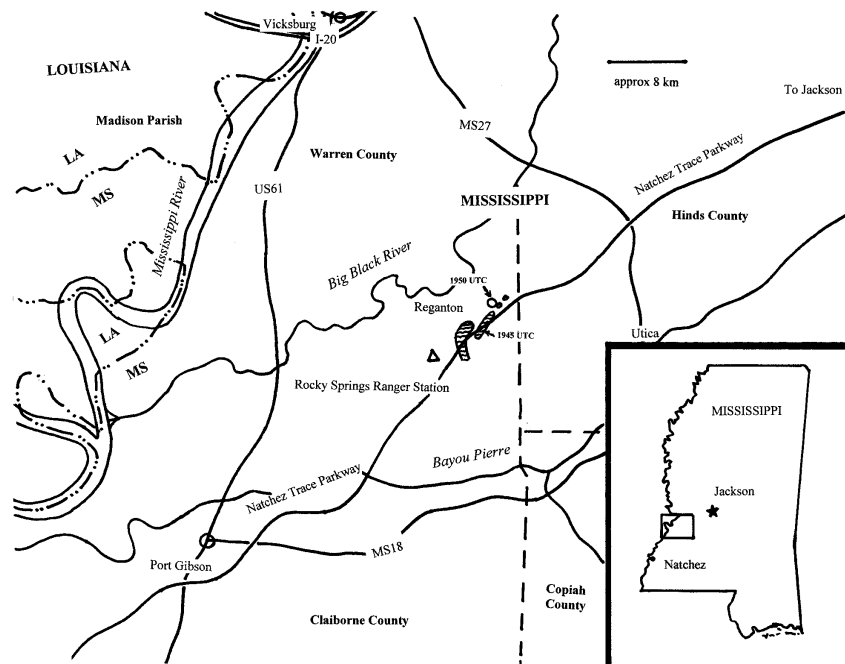 Vicksburg
I-20
LOUISIANA
approx 8 km
To Jackson
Madison Parish
MS27
Natchez Trace Parkway
LA
Warren County
MS
US61
MISSISSIPPI
Hinds County
Mississippi River
Big Black River
1950 UTC
Reganton
LA
1945 UTC
Utica
MS
Rocky Springs Ranger Station
MISSISSIPPI
Bayou Pierre
Natchez Trace Parkway
Jackson
MS18
Port Gibson
Natchez
Copiah
County
Claiborne County